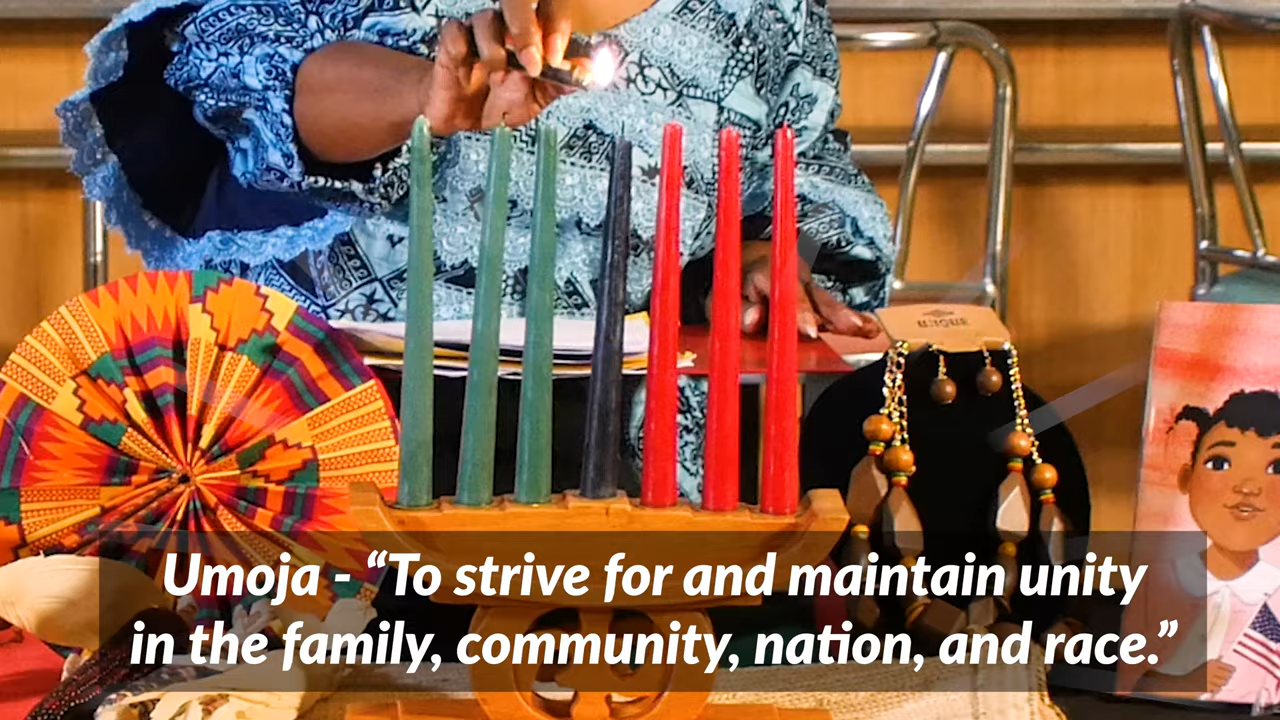 Umoja - “To strive for and maintain unity
in the family, community, nation, and race.”